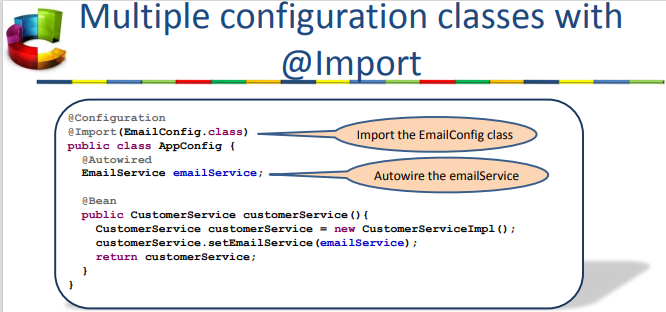 Multiple configuration classes with
@Import
@Configuration
@Import(EmailConfig.class)
Import the EmailConfig class
public class AppConfig {
@Autowired
EmailService emailService;
Autowire the emailService
@Bean
public CustomerService customerService(){
CustomerService customerService = new CustomerServiceImpl();
customerService.setEmailService(emailService);
return customerService;
}
}